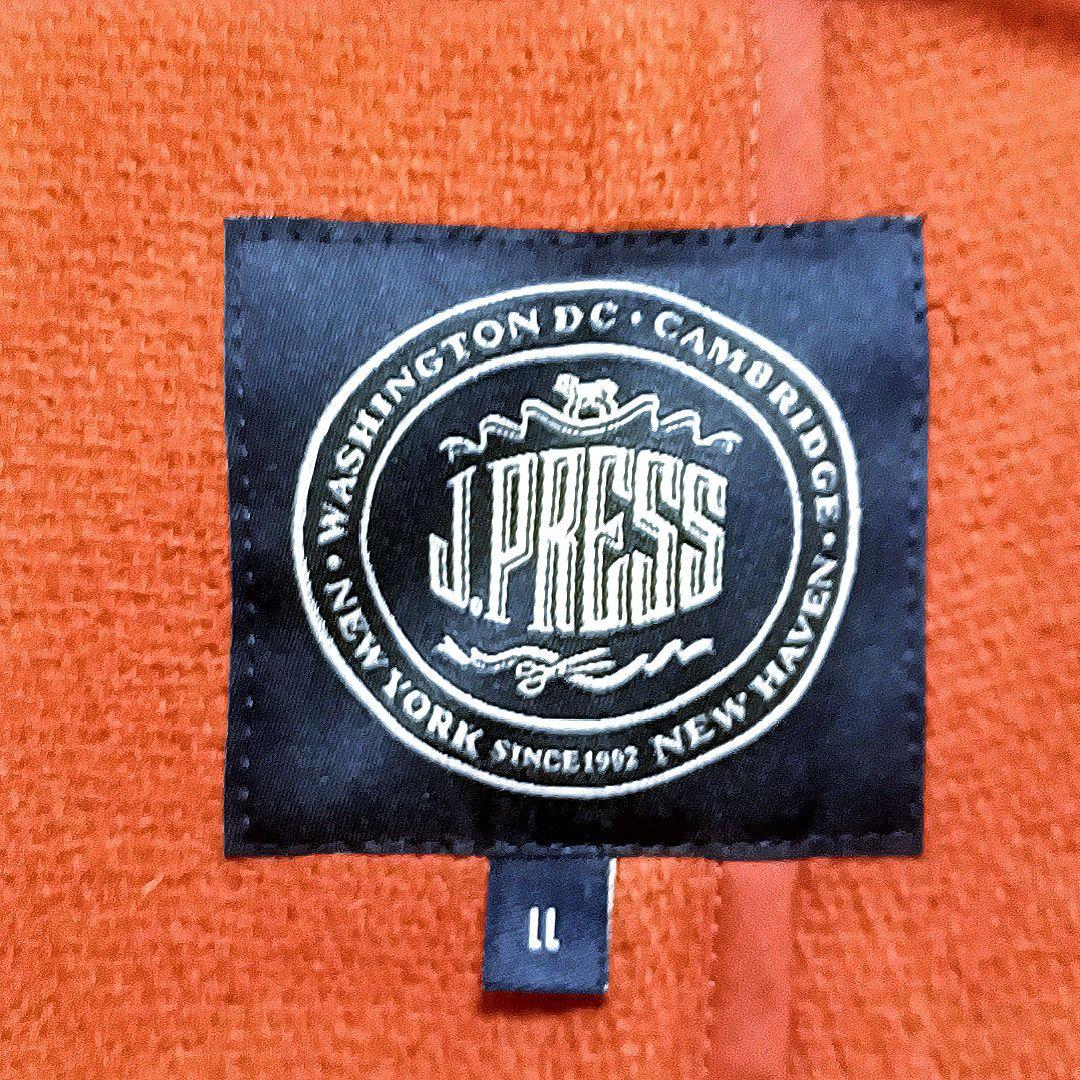 WASHINGTON DC • CAMBRIDGE •
J.PRESS
• NEW YORK SINCE 1902 NEW HAVEN
LL